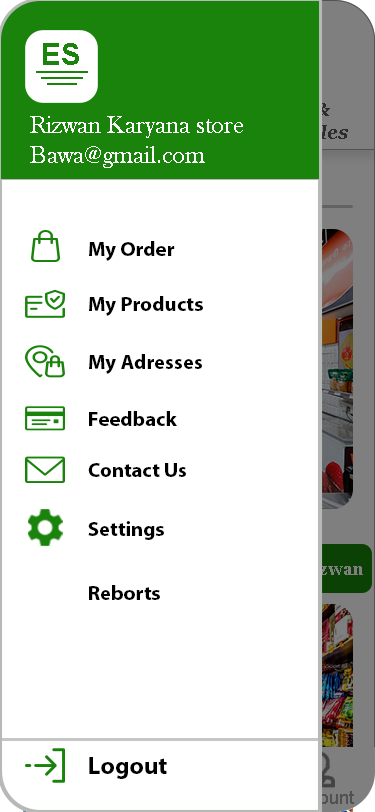 ES
Rizwan Karyana store
Bawa@gmail.com
&
les
My Order
My Products
My Adresses
Feedback
Contact Us
Settings
zwan
Reborts
Logout
ount